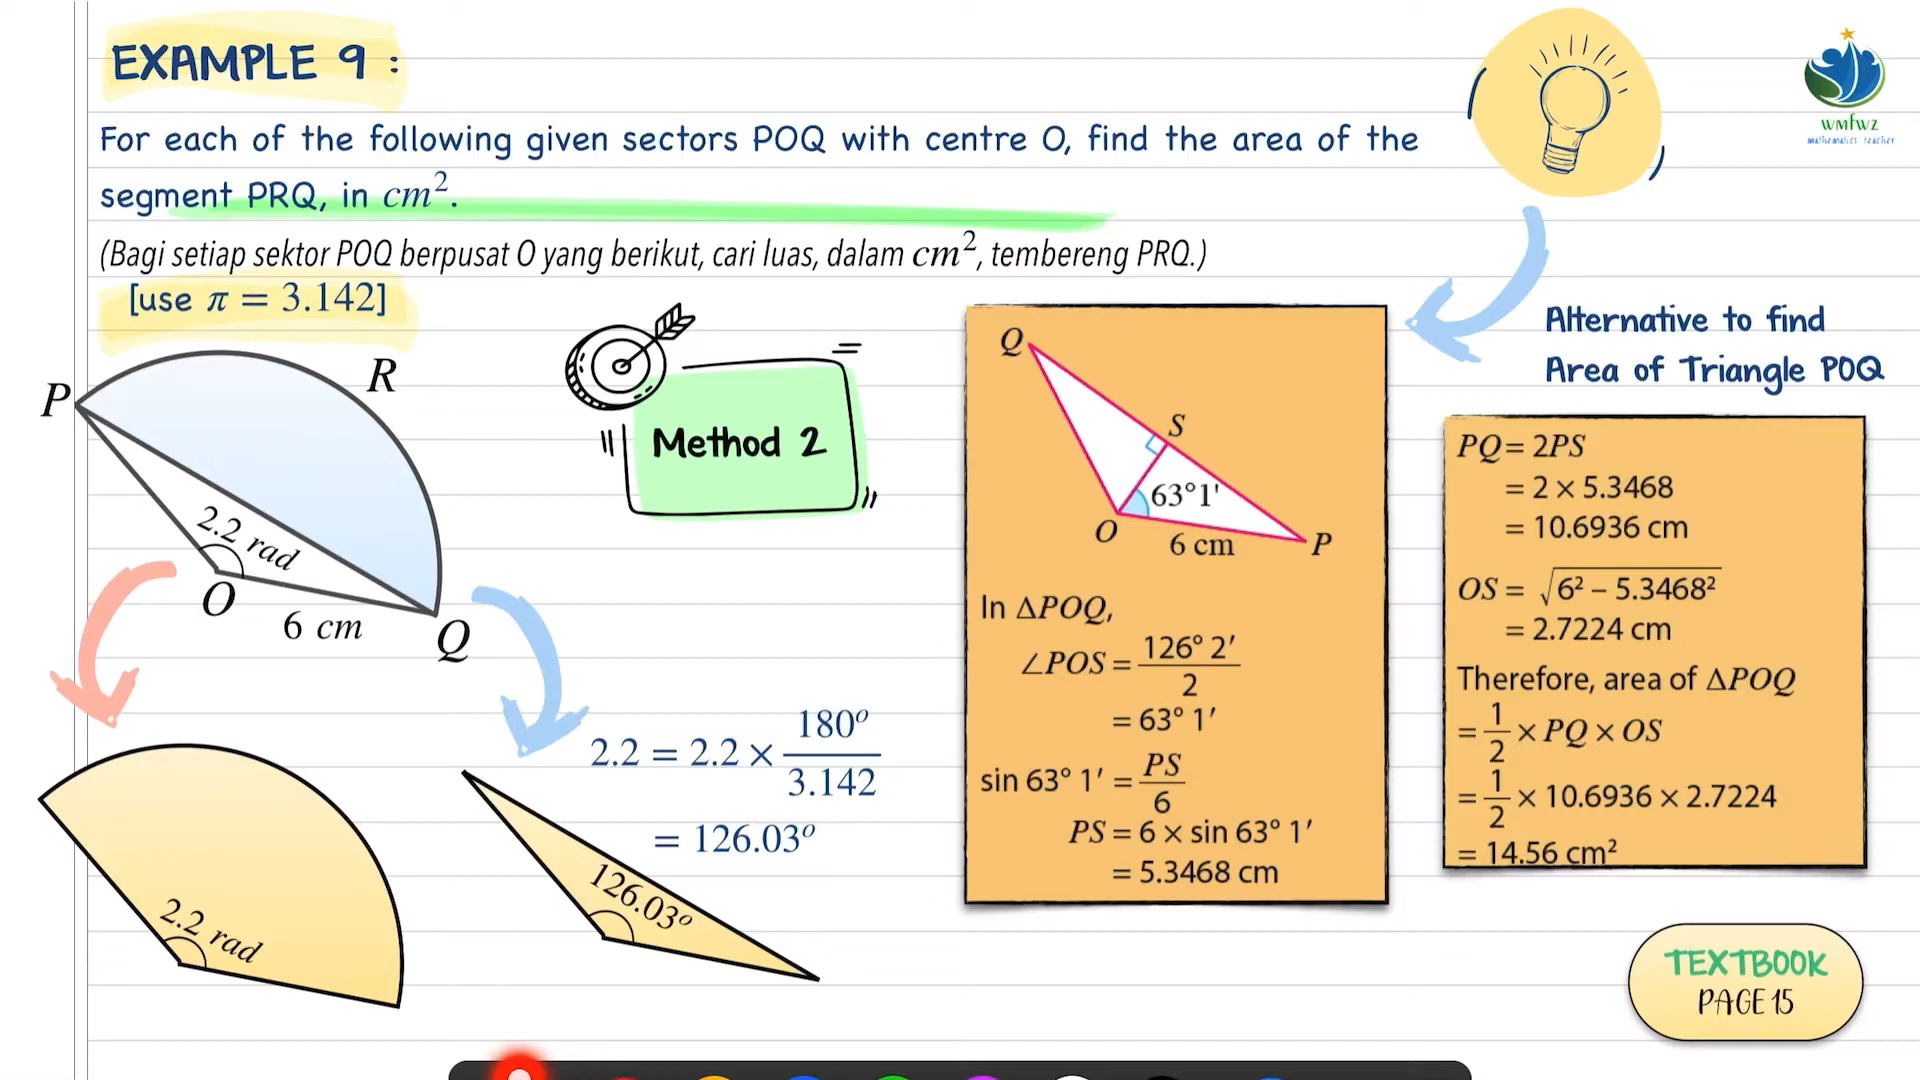 EXAMPLE 9 :
For each of the following given sectors POQ with centre O, find the area of the
segment PRQ, in cm².
(Bagi setiap sektor POQ berpusat O yang berikut, cari luas, dalam cm², tembereng PRQ.)
[use π = 3.142]
wmfwz
mathematics teacher
P
R
2.2 rad
O
6 cm
Q
Method 2
2.2 rad
2.2 = 2.2 × 180°/3.142
= 126.03°
126.03°
Q
S
63°1'
O
6 cm
P
In ΔPOQ,
∠POS = 126° 2′/2
= 63° 1′
sin 63° 1′ = PS/6
PS = 6 × sin 63° 1′
= 5.3468 cm
Alternative to find
Area of Triangle POQ
PQ = 2PS
= 2 × 5.3468
= 10.6936 cm
OS = √6² – 5.3468²
= 2.7224 cm
Therefore, area of ΔPOQ
= 1/2 × PQ × OS
= 1/2 × 10.6936 × 2.7224
= 14.56 cm²
TEXTBOOK
PAGE 15